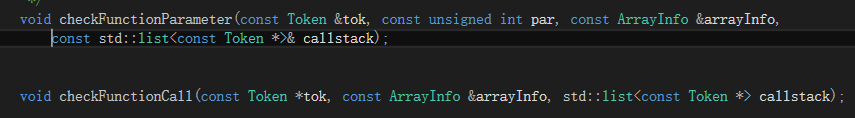 */
void checkFunctionParameter(const Token &tok, const unsigned int par, const ArrayInfo &arrayInfo,
const std::list<const Token *>& callstack);
void checkFunctionCall(const Token *tok, const ArrayInfo &arrayInfo, std::list<const Token *> callstack);